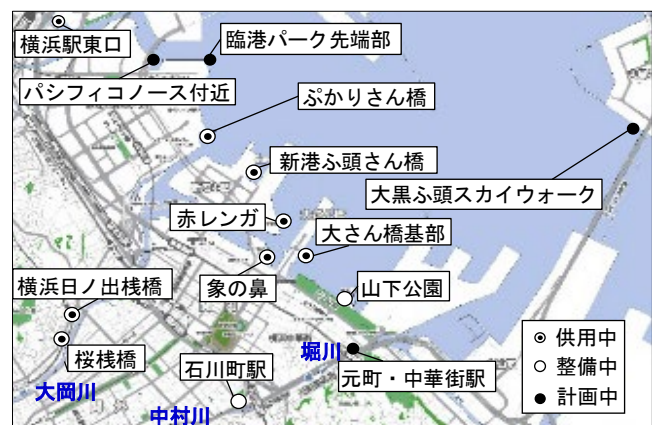 横浜駅東口
臨港パーク先端部
パシフィコノース付近
ぷかりさん橋
新港ふ頭さん橋
大黒ふ頭スカイウォーク
赤レンガ
大さん橋基部
横浜日ノ出桟橋
象の鼻
山下公園
供用中
桜桟橋
石川町駅
堀川
整備中
元町・中華街駅
大岡川
計画中
中村川